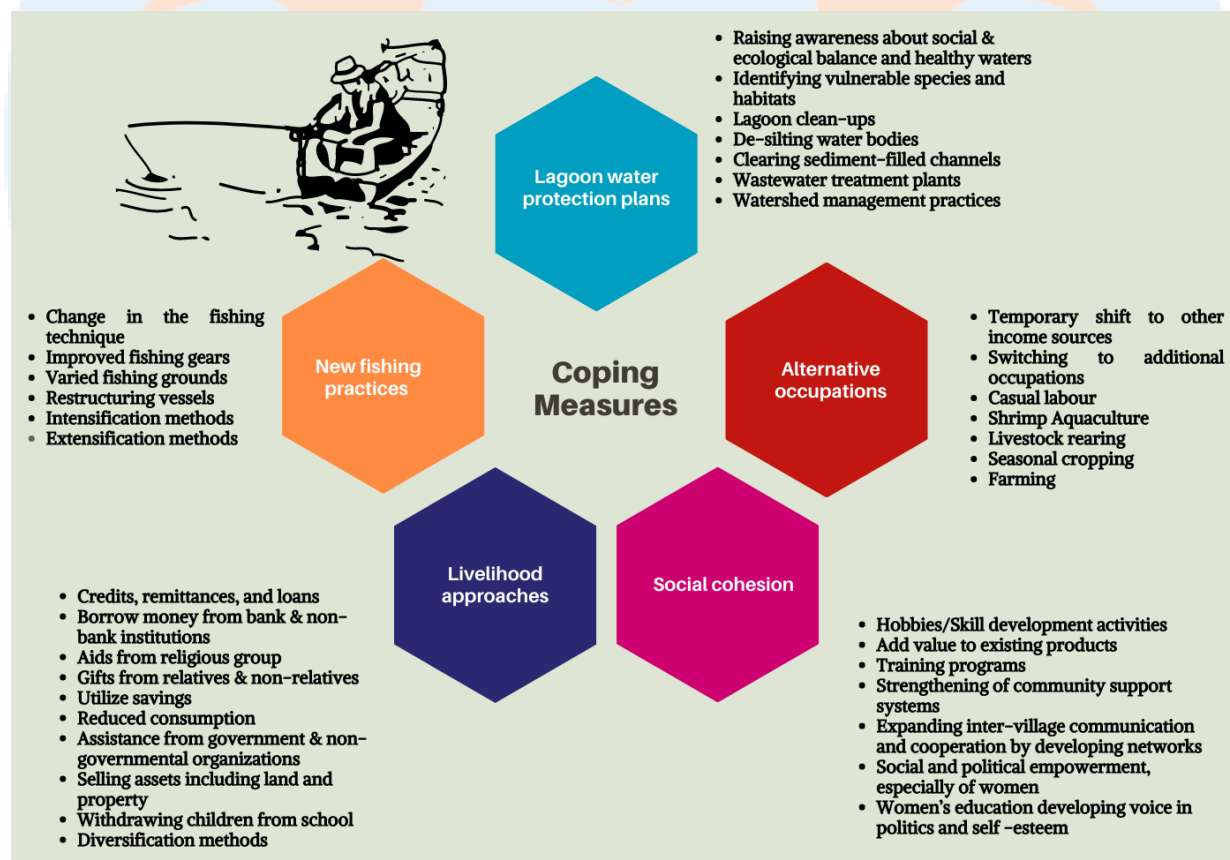 • Raising awareness about social &
ecological balance and healthy waters
• Identifying vulnerable species and
habitats
• Lagoon clean-ups
• De-silting water bodies
• Clearing sediment-filled channels
• Wastewater treatment plants
• Watershed management practices
Lagoon water
protection plans
• Change in the fishing
technique
• Improved fishing gears
• Varied fishing grounds
• Restructuring vessels
• Intensification methods
• Extensification methods
New fishing
practices
Coping
Measures
Alternative
occupations
• Temporary shift to other
income sources
• Switching to additional
occupations
• Casual labour
• Shrimp Aquaculture
• Livestock rearing
• Seasonal cropping
• Farming
Livelihood
approaches
Social cohesion
• Credits, remittances, and loans
• Borrow money from bank & non-
bank institutions
• Aids from religious group
• Gifts from relatives & non-relatives
• Utilize savings
• Reduced consumption
• Assistance from government & non-
governmental organizations
• Selling assets including land and
property
• Withdrawing children from school
• Diversification methods
• Hobbies/Skill development activities
• Add value to existing products
• Training programs
• Strengthening of community support
systems
• Expanding inter-village communication
and cooperation by developing networks
• Social and political empowerment,
especially of women
• Women's education developing voice in
politics and self -esteem